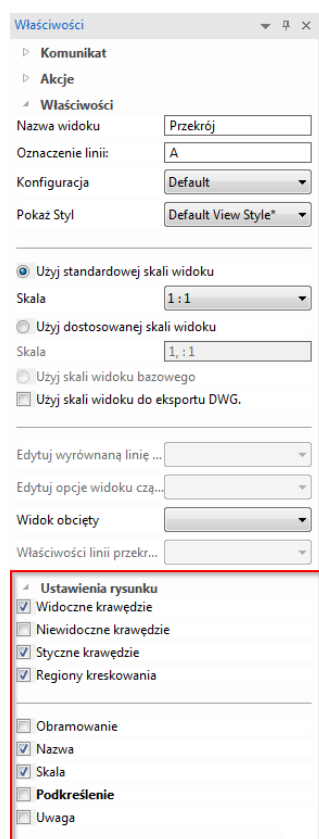 Właściwości
Komunikat
Akcje
Właściwości
Nazwa widoku Przekrój
Oznaczenie linii: A
Konfiguracja Default
Pokaż Styl Default View Style*
Użyj standardowej skali widoku
Skala 1 : 1
Użyj dostosowanej skali widoku
Skala 1, : 1
Użyj skali widoku bazowego
Użyj skali widoku do eksportu DWG.
Edytuj wyrównaną linię ...
Edytuj opcje widoku czą...
Widok obcięty
Właściwości linii przekr...
Ustawienia rysunku
Widoczne krawędzie
Niewidoczne krawędzie
Styczne krawędzie
Regiony kreskowania
Obramowanie
Nazwa
Skala
Podkreślenie
Uwaga